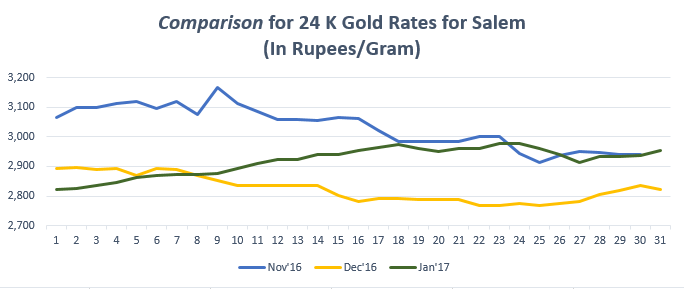 Comparison for 24 K Gold Rates for Salem
(In Rupees/Gram)
3,200
3,100
3,000
2,900
2,800
2,700
1 2 3 4 5 6 7 8 9 10 11 12 13 14 15 16 17 18 19 20 21 22 23 24 25 26 27 28 29 30 31
Nov'16 Dec'16 Jan'17